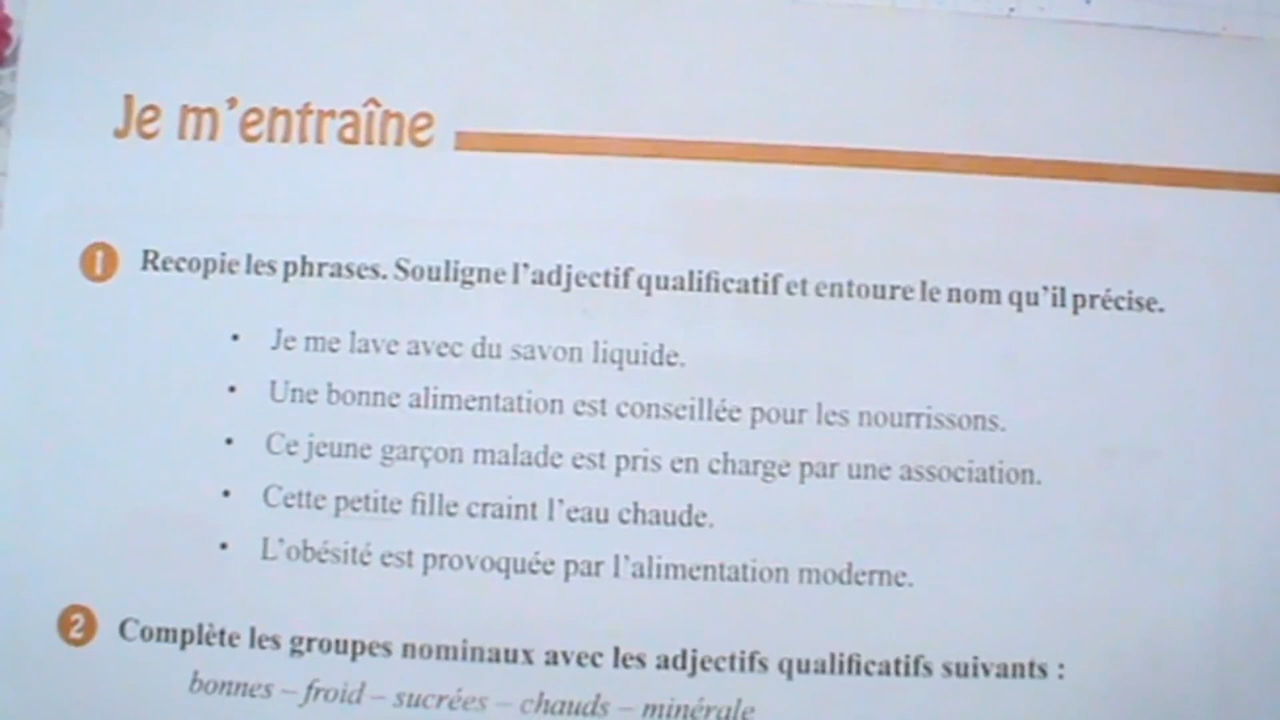 Je m'entraîne
1 Recopie les phrases. Souligne l'adjectif qualificatif et entoure le nom qu'il précise.
• Je me lave avec du savon liquide.
• Une bonne alimentation est conseillée pour les nourrissons.
• Ce jeune garçon malade est pris en charge par une association.
• Cette petite fille craint l'eau chaude.
• L'obésité est provoquée par l'alimentation moderne.
2 Complète les groupes nominaux avec les adjectifs qualificatifs suivants :
bonnes – froid – sucrées – chauds – minérale